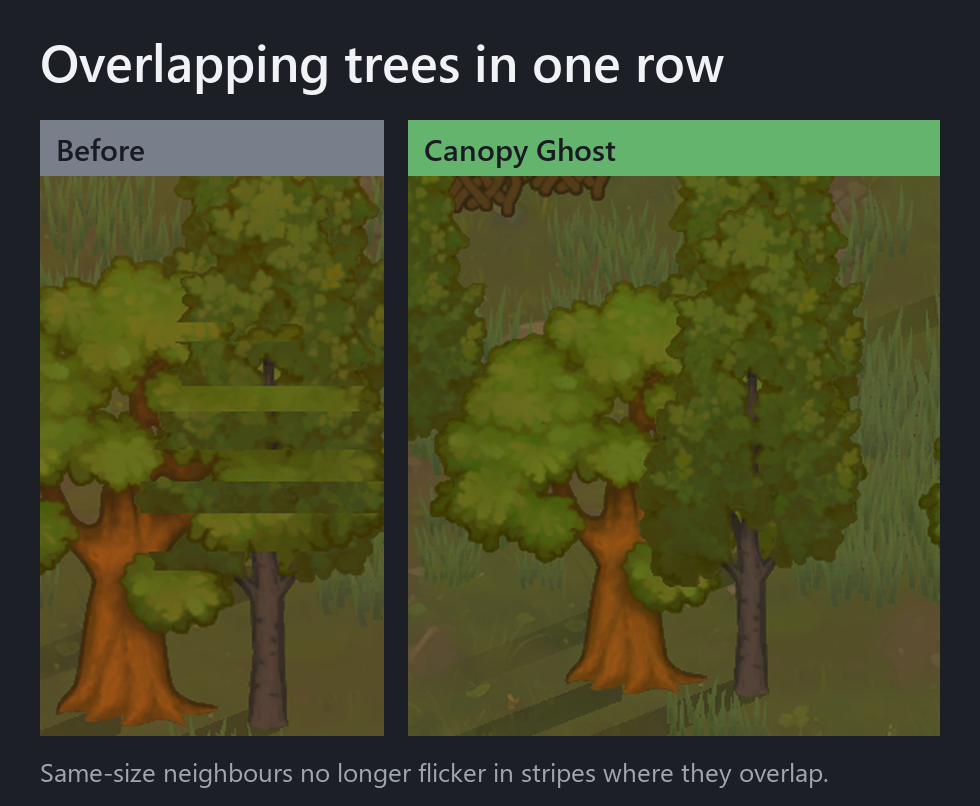 Overlapping trees in one row
Before
Canopy Ghost
Same-size neighbours no longer flicker in stripes where they overlap.